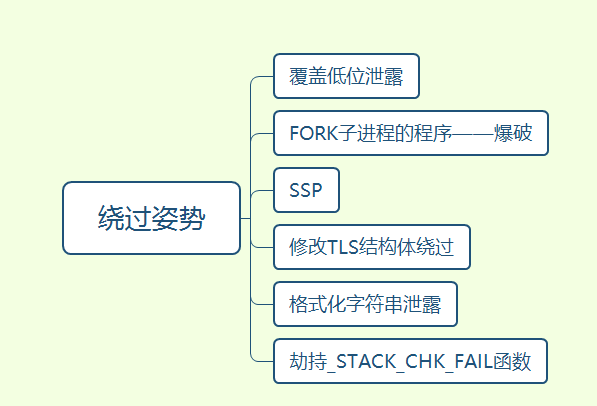 绕过姿势
覆盖低位泄露
FORK子进程的程序——爆破
SSP
修改TLS结构体绕过
格式化字符串泄露
劫持_STACK_CHK_FAIL函数